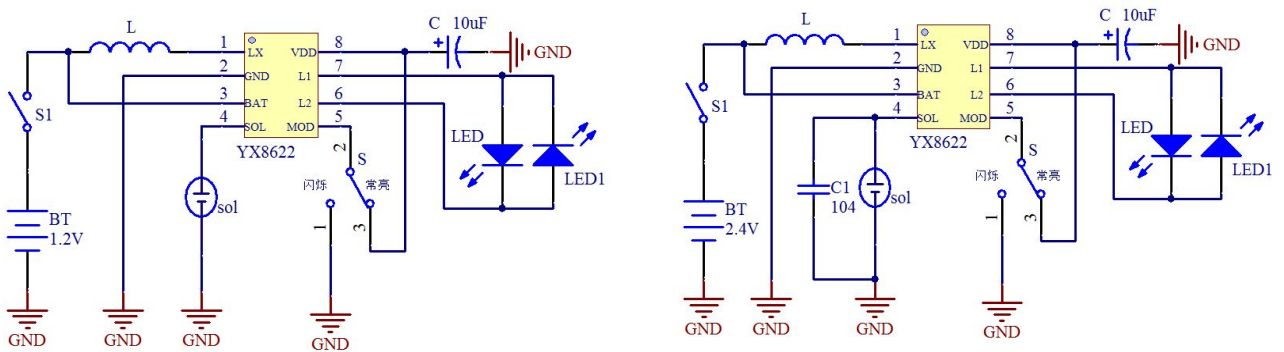 C 10uF
L
1 LX VDD 8
GND
2 GND L1 7
3 BAT L2 6
S1
4 SOL MOD 5
LED
YX8622
2
S
LED1
闪烁 常亮
sol
BT
1.2V
1
3
GND
GND
GND
GND
C 10uF
L
1 LX VDD 8
GND
2 GND L1 7
3 BAT L2 6
S1
4 SOL MOD 5
LED
YX8622
2
S
LED1
闪烁 常亮
C1
104
sol
BT
2.4V
1
3
GND
GND
GND
GND